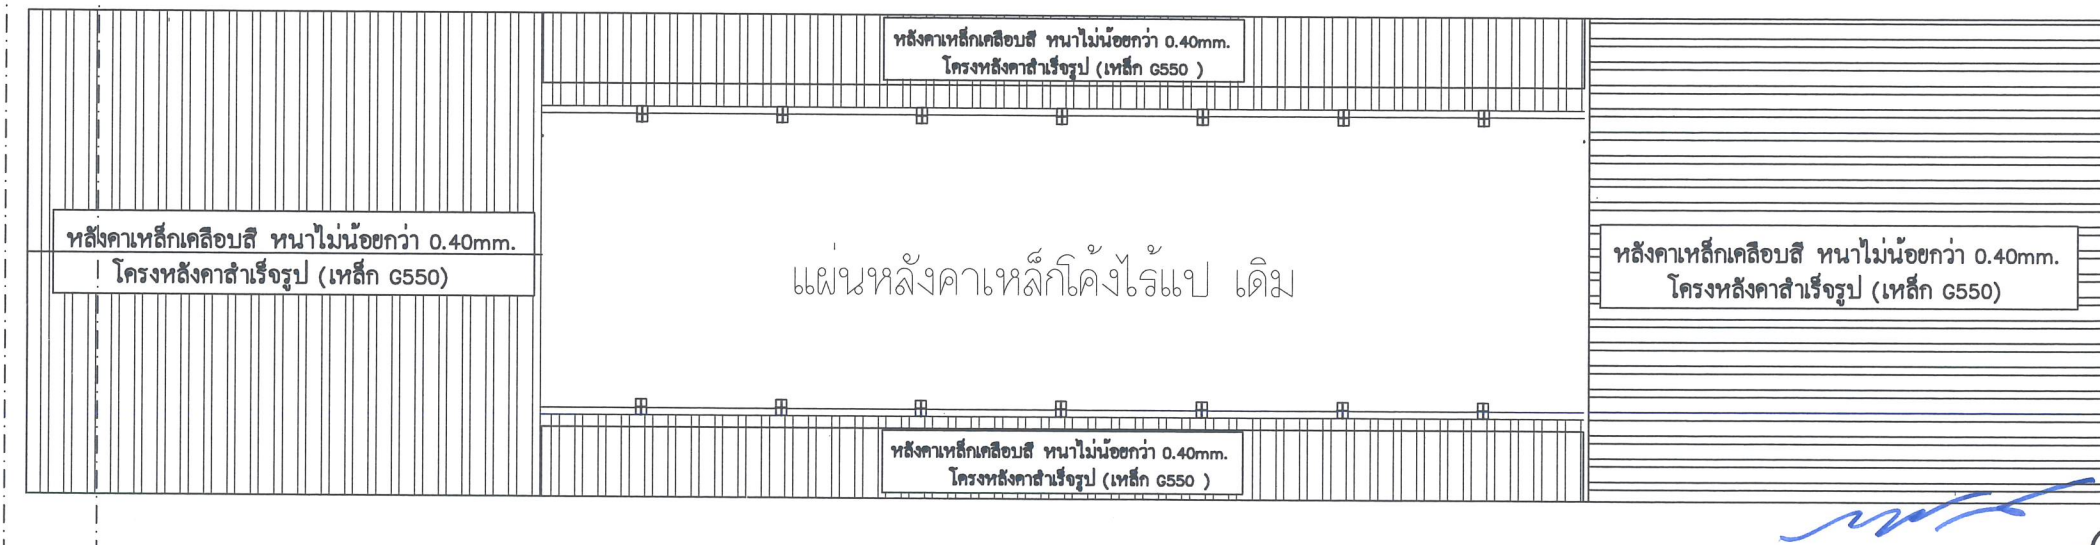 หลังคาเหล็กเคลือบสี หนาไม่น้อยกว่า 0.40mm.
โครงหลังคาสำเร็จรูป (เหล็ก G550 )
หลังคาเหล็กเคลือบสี หนาไม่น้อยกว่า 0.40mm.
โครงหลังคาสำเร็จรูป (เหล็ก G550)
แผ่นหลังคาเหล็กโค้งไร้แป เดิม
หลังคาเหล็กเคลือบสี หนาไม่น้อยกว่า 0.40mm.
โครงหลังคาสำเร็จรูป (เหล็ก G550)
หลังคาเหล็กเคลือบสี หนาไม่น้อยกว่า 0.40mm.
โครงหลังคาสำเร็จรูป (เหล็ก G550 )